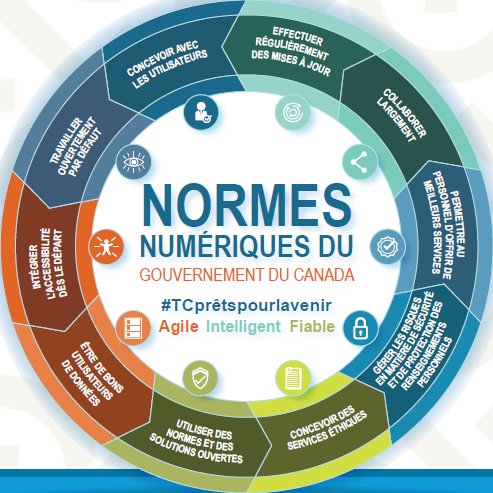 CONCEVOIR AVEC
LES UTILISATEURS
EFFECTUER
RÉGULIÈREMENT
DES MISES À JOUR
COLLABORER
LARGEMENT
PERMETTRE AU
PERSONNEL D'OFFRIR DE
MEILLEURS SERVICES
GÉRER LES RISQUES
EN MATIÈRE DE SÉCURITÉ
ET DE PROTECTION DES
RENSEIGNEMENTS
PERSONNELS
CONCEVOIR DES
SERVICES ÉTHIQUES
UTILISER DES
NORMES ET DES
SOLUTIONS OUVERTES
ÊTRE DE BONS
UTILISATEURS
DE DONNÉES
INTÉGRER
L'ACCESSIBILITÉ
DÈS LE DÉPART
TRAVAILLER
OUVERTEMENT
PAR DÉFAUT
NORMES
NUMÉRIQUES DU
GOUVERNEMENT DU CANADA
#TCprêtspourlavenir
Agile Intelligent Fiable